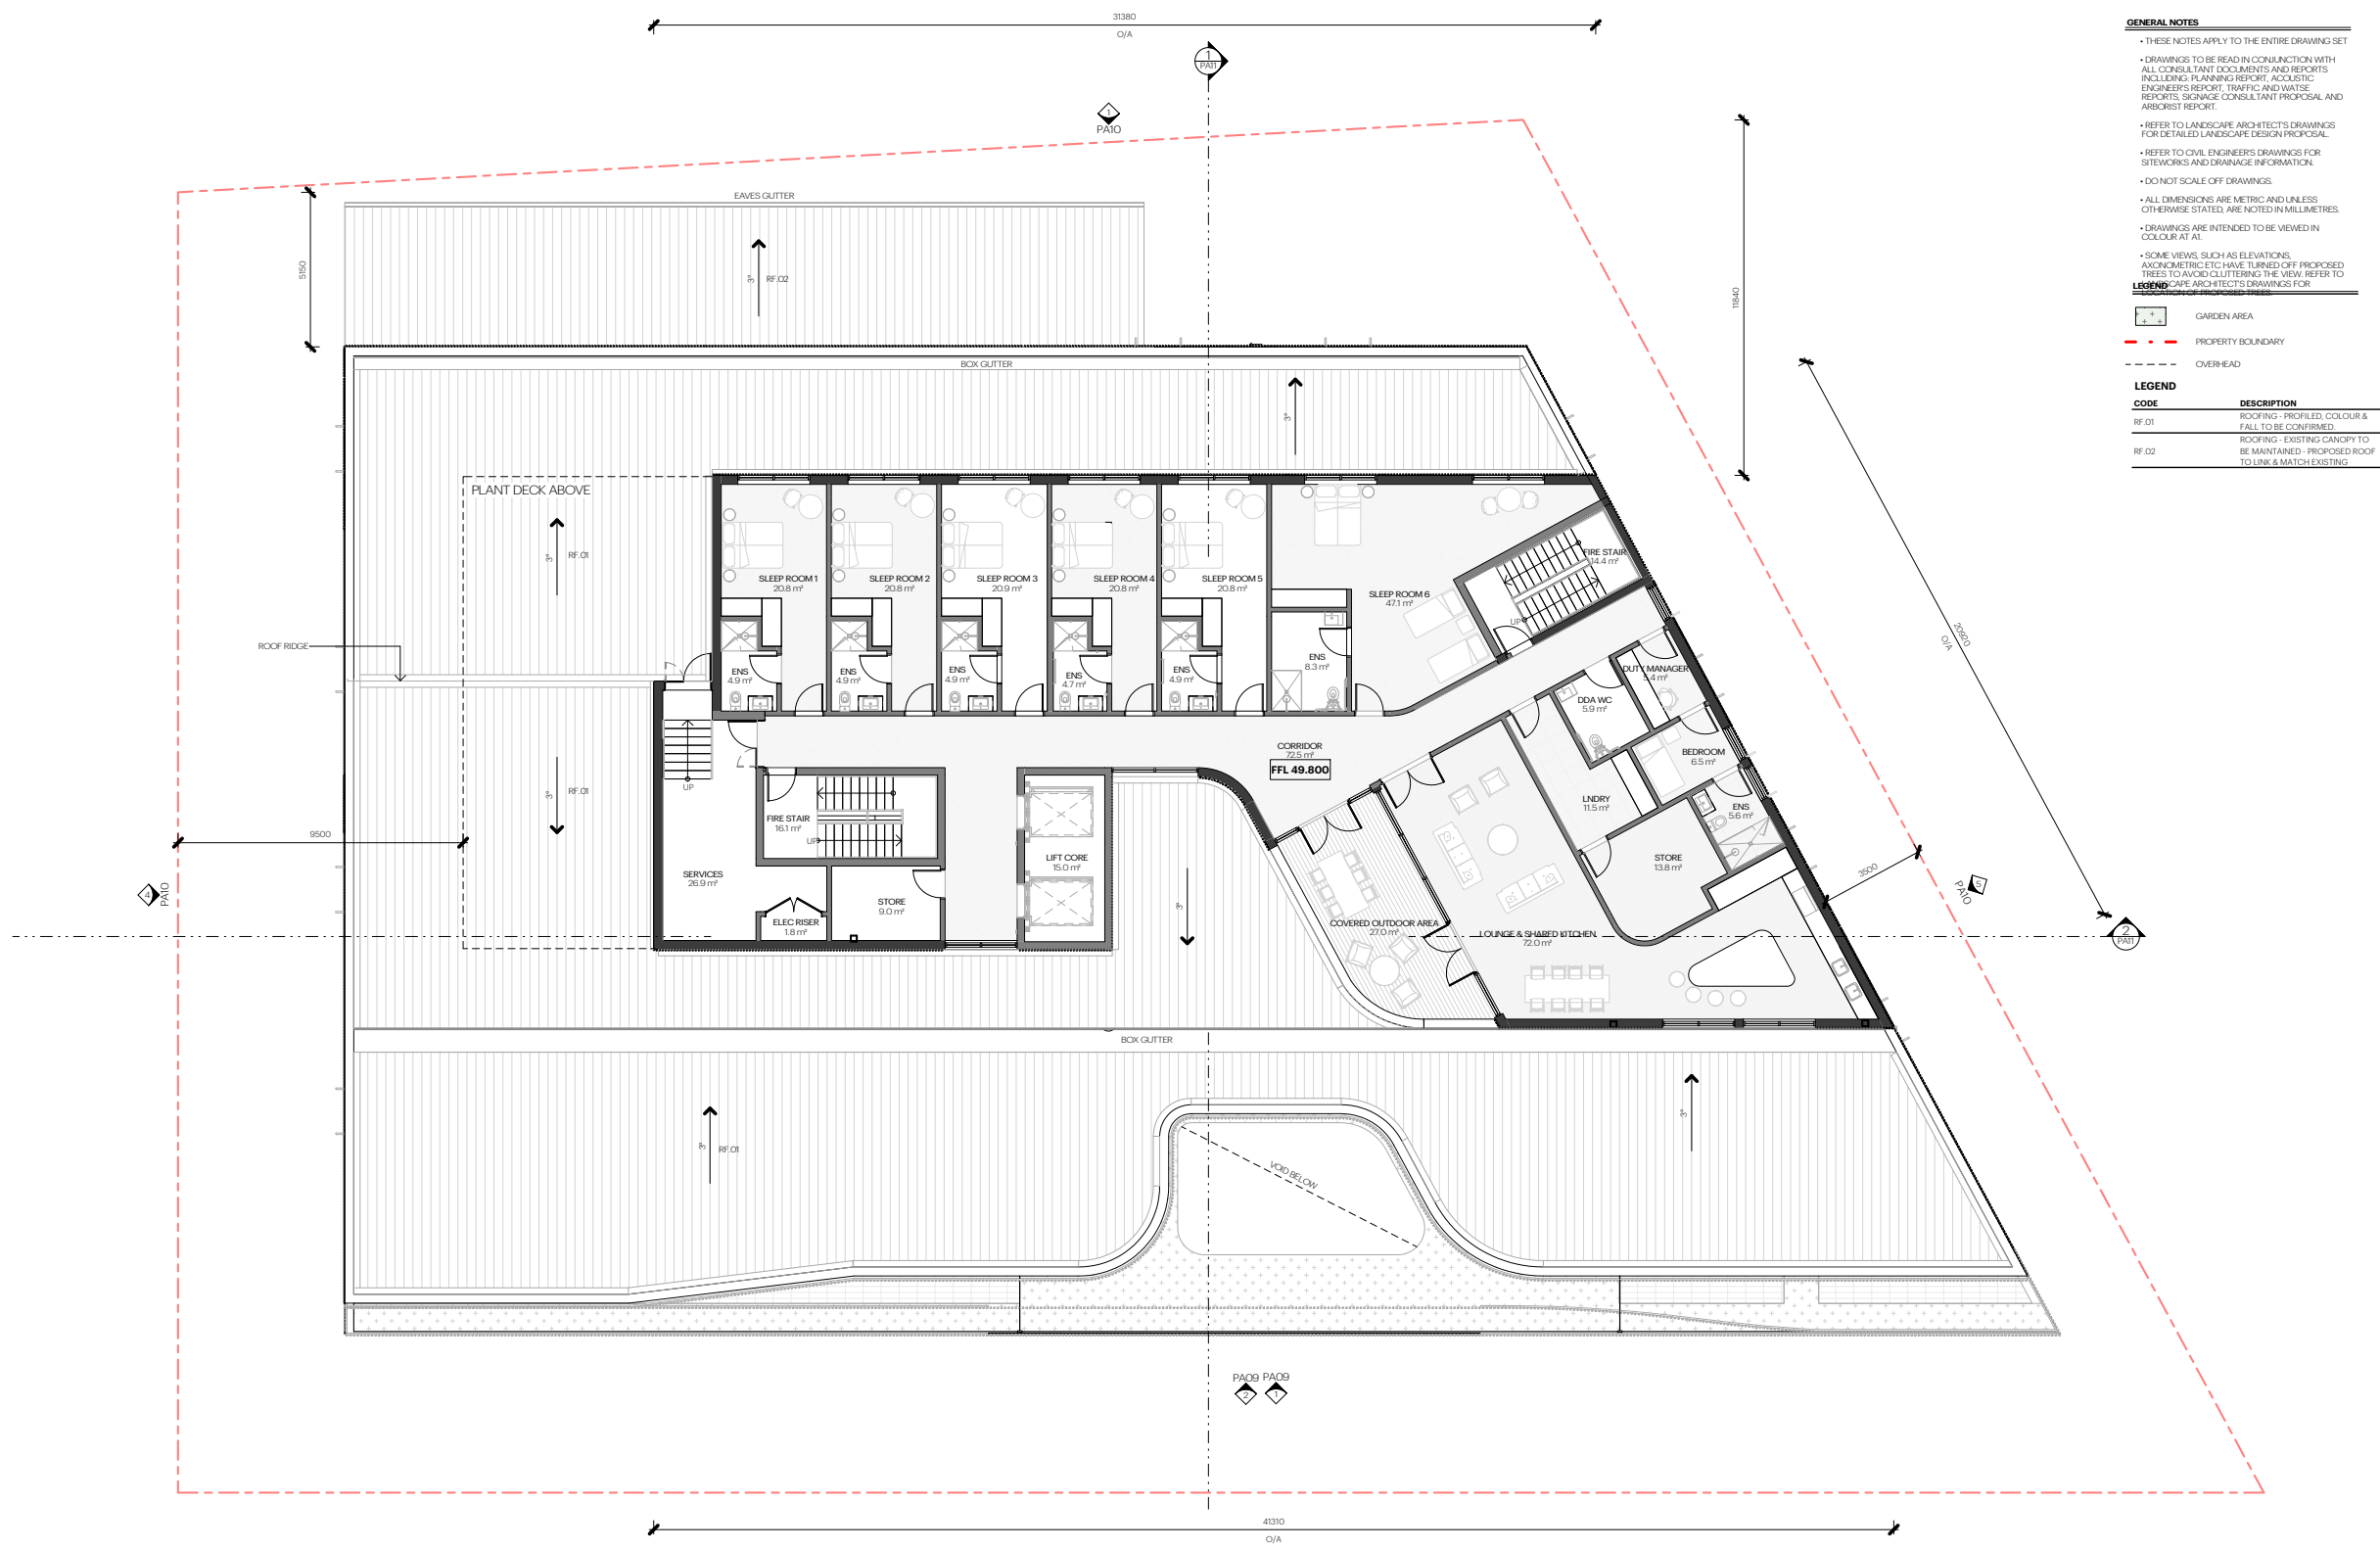 31380
O/A
1
PA11
1
PA10
GENERAL NOTES
• THESE NOTES APPLY TO THE ENTIRE DRAWING SET
• DRAWINGS TO BE READ IN CONJUNCTION WITH
ALL CONSULTANT DOCUMENTS AND REPORTS
INCLUDING: PLANNING REPORT, ACOUSTIC
ENGINEER'S REPORT, TRAFFIC AND WATSE
REPORTS, SIGNAGE CONSULTANT PROPOSAL AND
ARBORIST REPORT.
• REFER TO LANDSCAPE ARCHITECT'S DRAWINGS
FOR DETAILED LANDSCAPE DESIGN PROPOSAL.
• REFER TO CIVIL ENGINEER'S DRAWINGS FOR
SITEWORKS AND DRAINAGE INFORMATION.
• DO NOT SCALE OFF DRAWINGS.
• ALL DIMENSIONS ARE METRIC AND UNLESS
OTHERWISE STATED, ARE NOTED IN MILLIMETRES.
• DRAWINGS ARE INTENDED TO BE VIEWED IN
COLOUR AT A1.
• SOME VIEWS, SUCH AS ELEVATIONS,
AXONOMETRIC ETC HAVE TURNED OFF PROPOSED
TREES TO AVOID CLUTTERING THE VIEW. REFER TO
LANDSCAPE ARCHITECT'S DRAWINGS FOR
LOCATION OF PROPOSED TREES.
LEGEND
GARDEN AREA
PROPERTY BOUNDARY
OVERHEAD
LEGEND
CODE DESCRIPTION
RF.01 ROOFING - PROFILED, COLOUR &
FALL TO BE CONFIRMED.
RF.02 ROOFING - EXISTING CANOPY TO
BE MAINTAINED - PROPOSED ROOF
TO LINK & MATCH EXISTING
EAVES GUTTER
5150
3°
RF.02
11840
BOX GUTTER
3°
20920
O/A
PLANT DECK ABOVE
3°
RF.01
SLEEP ROOM 1
20.8 m²
SLEEP ROOM 2
20.8 m²
SLEEP ROOM 3
20.9 m²
SLEEP ROOM 4
20.8 m²
SLEEP ROOM 5
20.8 m²
SLEEP ROOM 6
47.1 m²
FIRE STAIR
14.4 m²
UP
ROOF RIDGE
ENS
4.9 m²
ENS
4.9 m²
ENS
4.9 m²
ENS
4.7 m²
ENS
4.9 m²
ENS
8.3 m²
DUTY MANAGER
5.4 m²
DDA WC
5.9 m²
CORRIDOR
72.5 m²
FFL 49.800
BEDROOM
6.5 m²
UP
3°
RF.01
LNDRY
11.5 m²
ENS
5.6 m²
FIRE STAIR
16.1 m²
UP
9500
LIFT CORE
15.0 m²
STORE
13.8 m²
3500
SERVICES
26.9 m²
4
PA10
5
PA10
STORE
9.0 m²
3°
ELEC RISER
1.8 m²
COVERED OUTDOOR AREA
27.0 m²
LOUNGE & SHARED KITCHEN
72.0 m²
2
PA11
BOX GUTTER
3°
RF.01
3°
VOID BELOW
PA09 PA09
2 1
41310
O/A